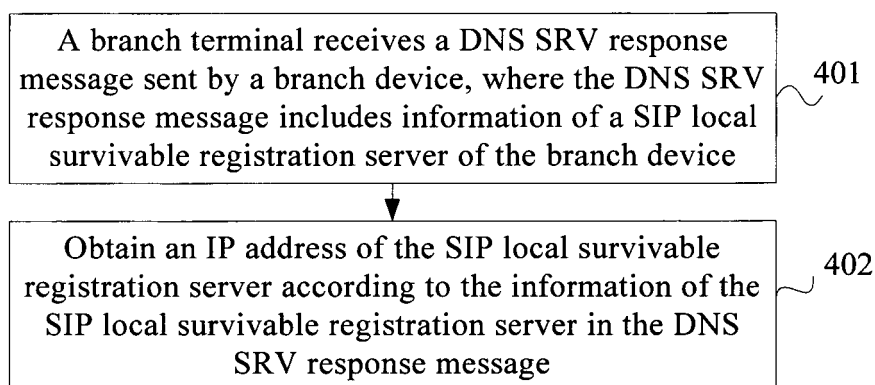 A branch terminal receives a DNS SRV response
message sent by a branch device, where the DNS SRV
response message includes information of a SIP local
survivable registration server of the branch device
401
Obtain an IP address of the SIP local survivable
registration server according to the information of the
SIP local survivable registration server in the DNS
SRV response message
402